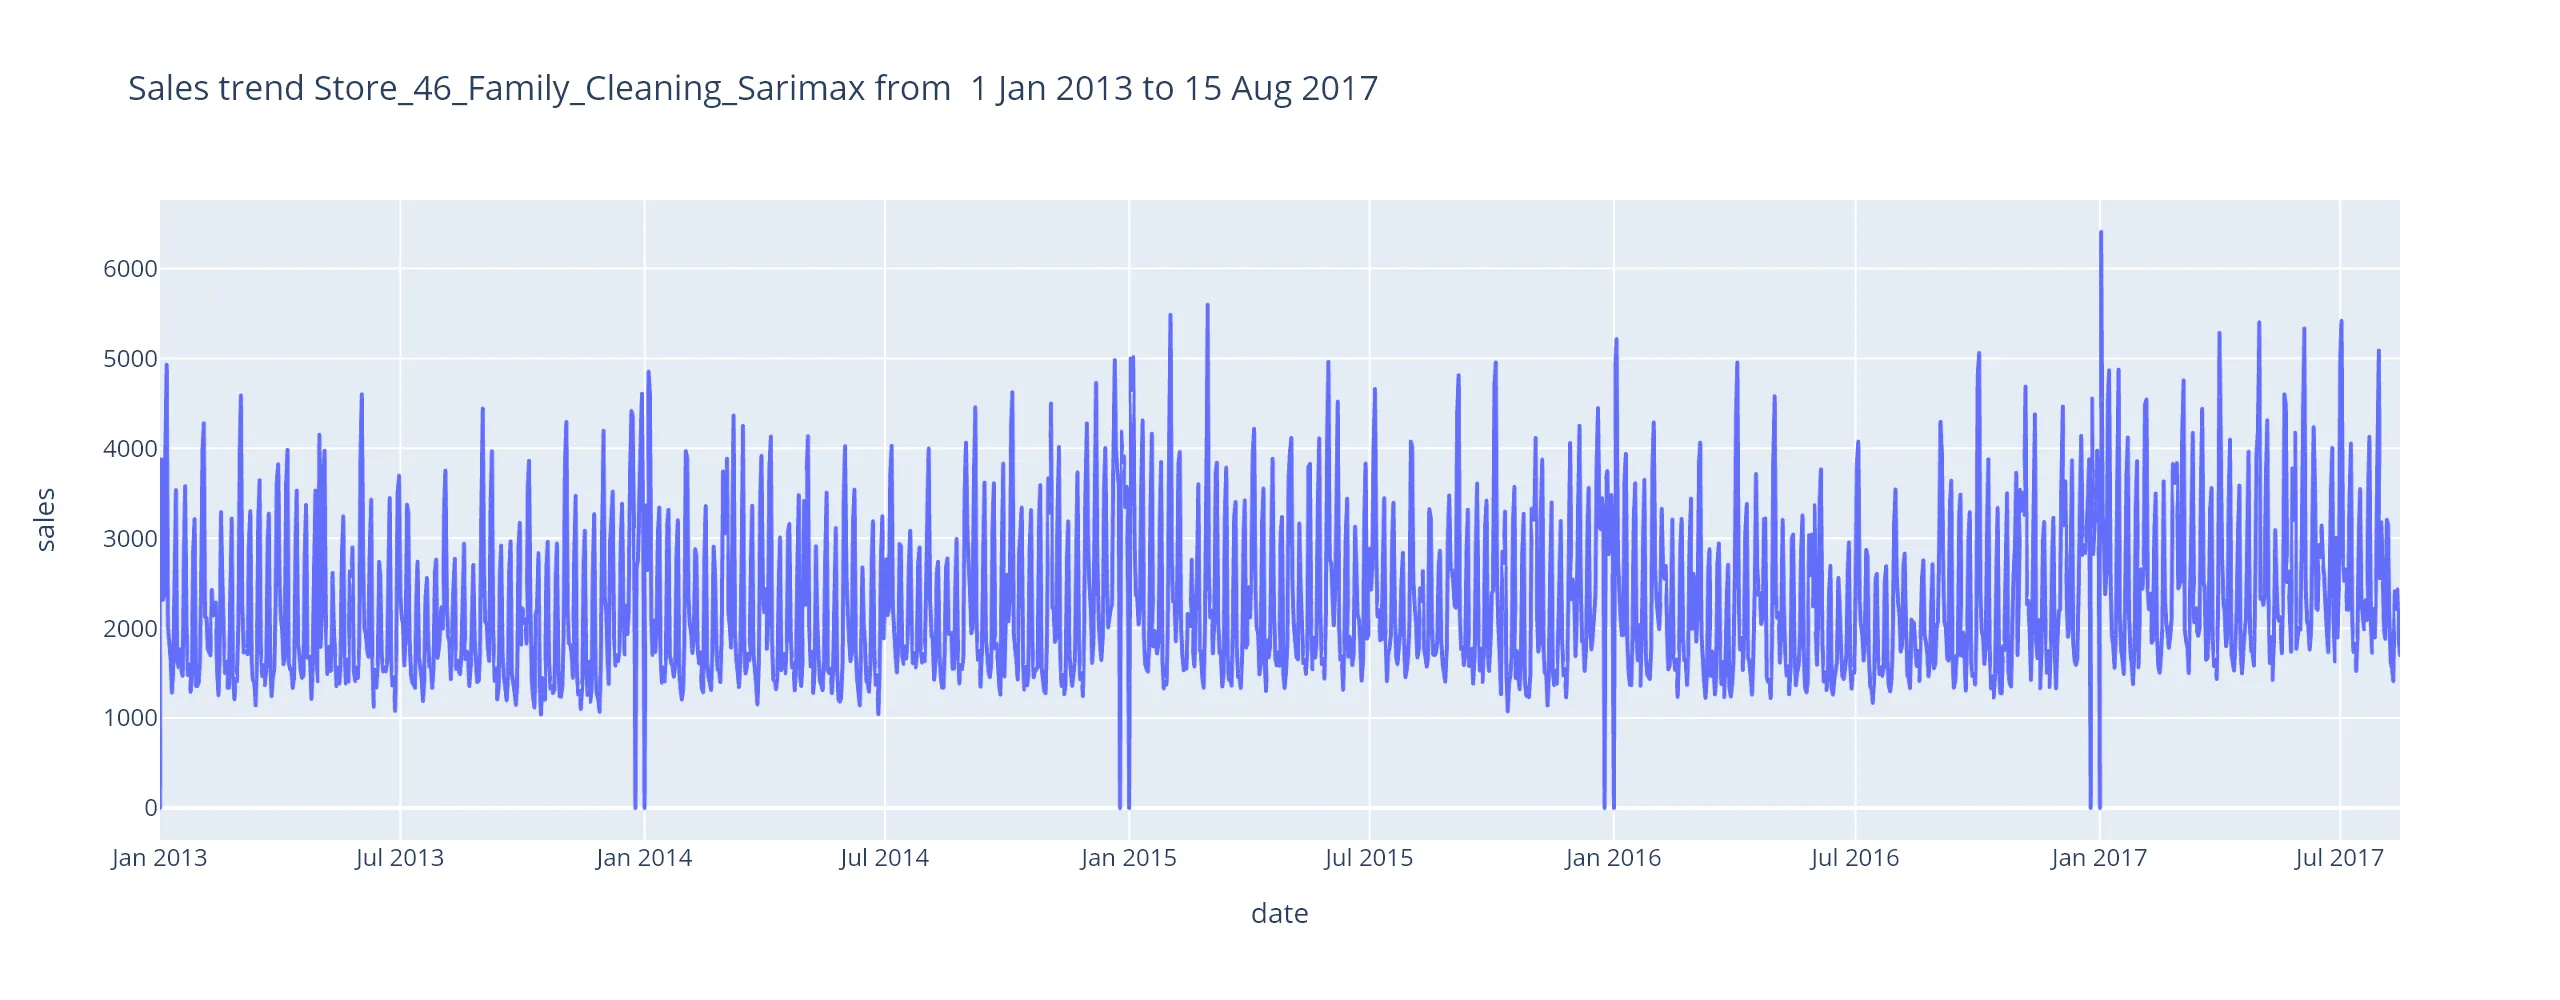 Sales trend Store_46_Family_Cleaning_Sarimax from  1 Jan 2013 to 15 Aug 2017
sales
6000
5000
4000
3000
2000
1000
0
Jan 2013 Jul 2013 Jan 2014 Jul 2014 Jan 2015 Jul 2015 Jan 2016 Jul 2016 Jan 2017 Jul 2017
date